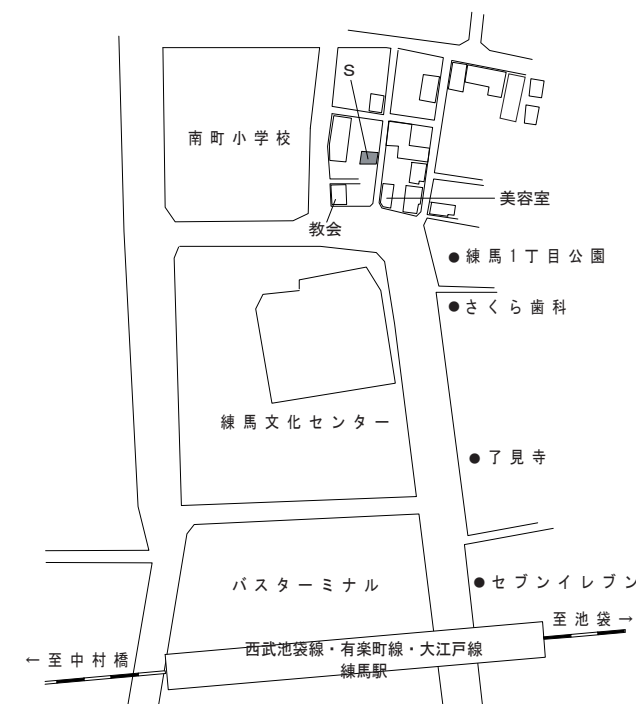 S
南町小学校
美容室
教会
●練馬1丁目公園
●さくら歯科
練馬文化センター
●了見寺
バスターミナル
●セブンイレブン
至池袋→
西武池袋線・有楽町線・大江戸線
練馬駅
←至中村橋